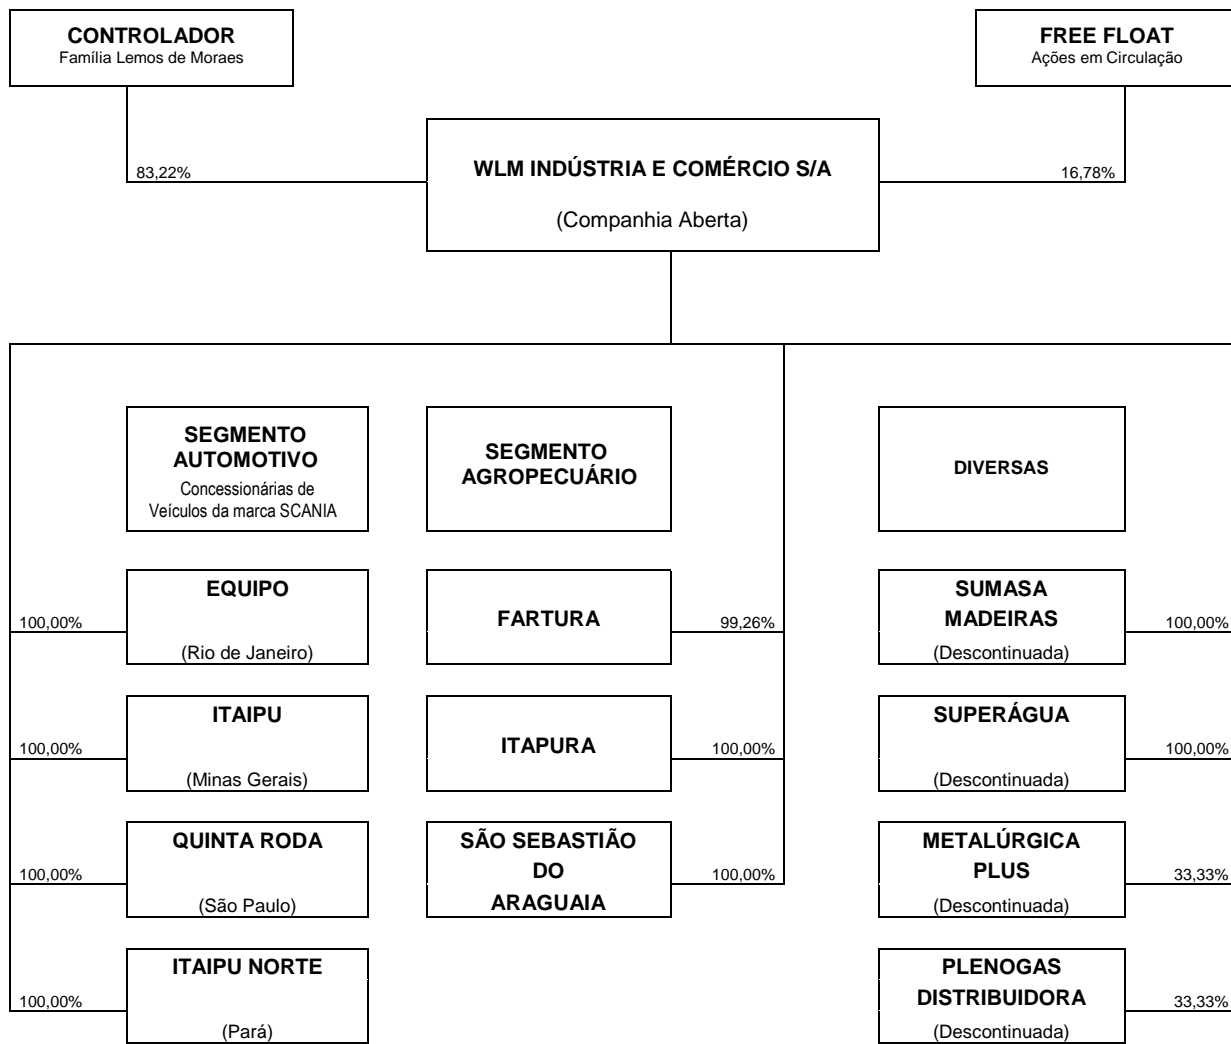 CONTROLADOR
Família Lemos de Moraes
FREE FLOAT
Ações em Circulação
83,22%
WLM INDÚSTRIA E COMÉRCIO S/A
(Companhia Aberta)
16,78%
SEGMENTO
AUTOMOTIVO
Concessionárias de
Veículos da marca SCANIA
SEGMENTO
AGROPECUÁRIO
DIVERSAS
100,00%
EQUIPO
(Rio de Janeiro)
FARTURA
99,26%
SUMASA
MADEIRAS
(Descontinuada)
100,00%
100,00%
ITAIPU
(Minas Gerais)
ITAPURA
100,00%
SUPERÁGUA
(Descontinuada)
100,00%
100,00%
QUINTA RODA
(São Paulo)
SÃO SEBASTIÃO
DO
ARAGUAIA
100,00%
METALÚRGICA
PLUS
(Descontinuada)
33,33%
100,00%
ITAIPU NORTE
(Pará)
PLENOGAS
DISTRIBUIDORA
(Descontinuada)
33,33%